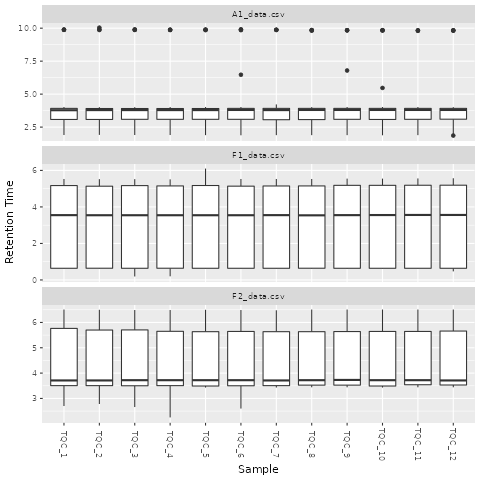 A1_data.csv
10.0
7.5
5.0
2.5
F1_data.csv
6
4
2
0
F2_data.csv
6
5
4
3
Retention Time
TQC_1
TQC_2
TQC_3
TQC_4
TQC_5
TQC_6
TQC_7
TQC_8
TQC_9
TQC_10
TQC_11
TQC_12
Sample